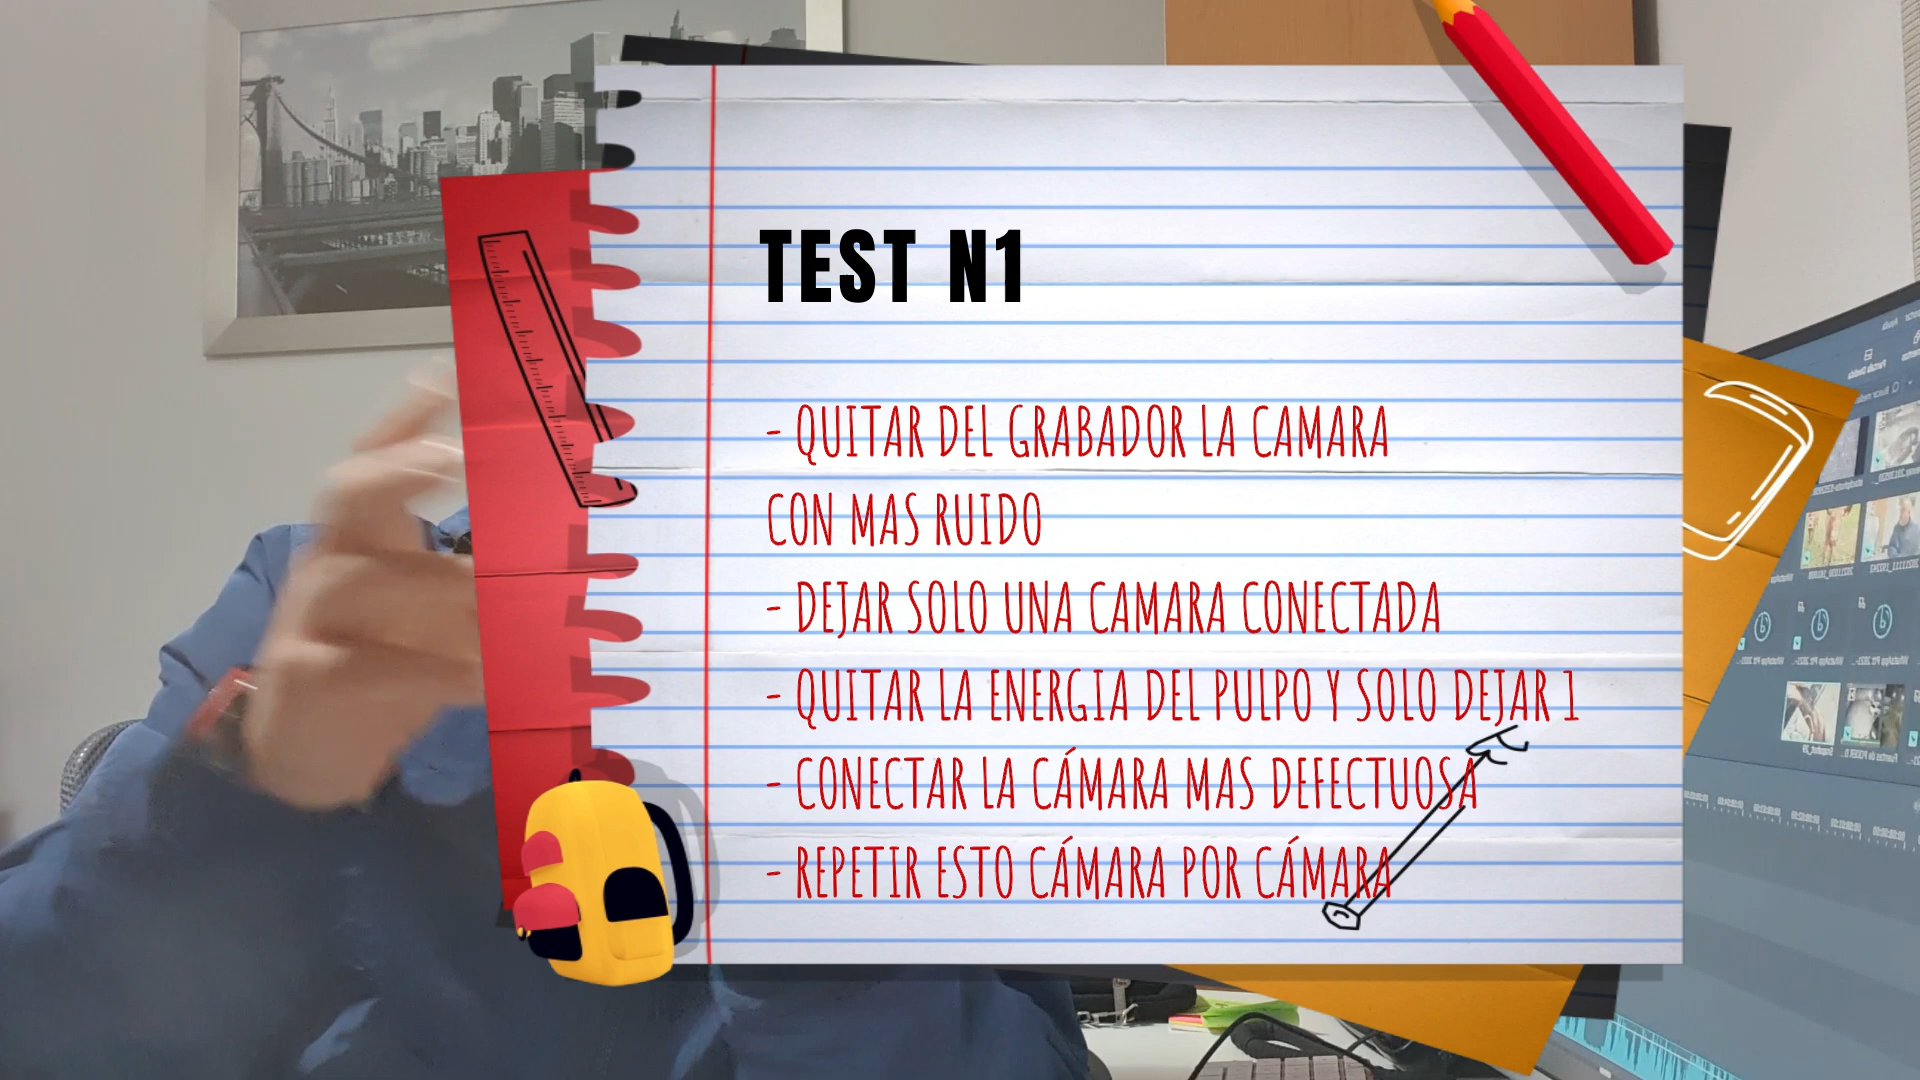 TEST N1
- QUITAR DEL GRABADOR LA CAMARA
CON MAS RUIDO
- DEJAR SOLO UNA CAMARA CONECTADA
- QUITAR LA ENERGIA DEL PULPO Y SOLO DEJAR 1
- CONECTAR LA CÁMARA MAS DEFECTUOSA
- REPETIR ESTO CÁMARA POR CÁMARA